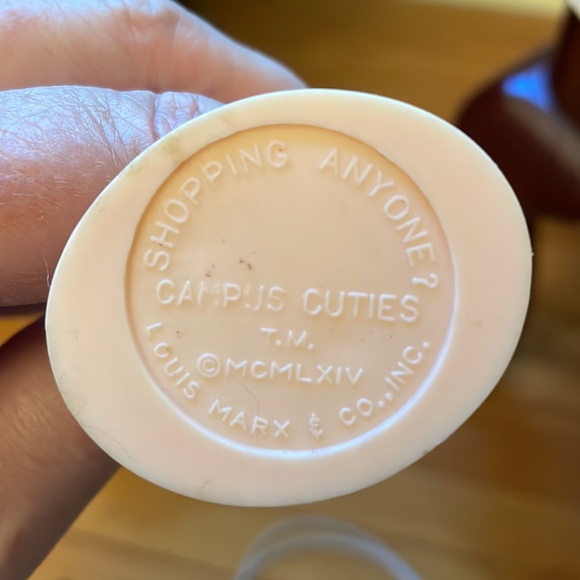 SHOPPING ANYONE?
CAMPUS CUTIES
T.M.
©MCMLXIV
LOUIS MARX & CO., INC.